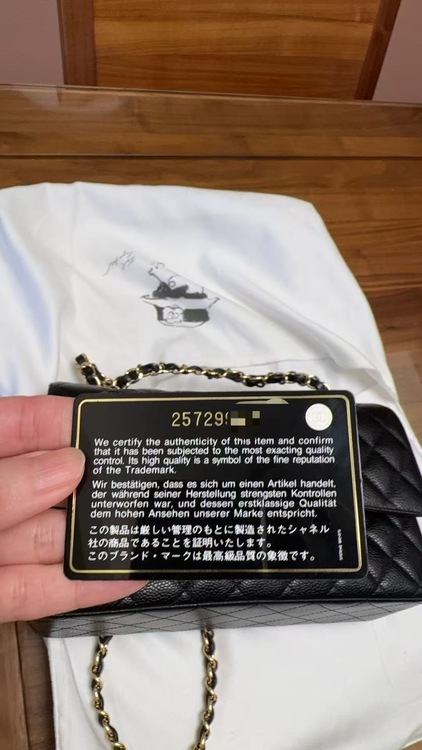 25729
We certify the authenticity of this item and confirm
that it has been subjected to the most exacting quality
control. Its high quality is a symbol of the fine reputation
of the Trademark.
Wir bestätigen, dass es sich um einen Artikel handelt,
der während seiner Herstellung strengsten Kontrollen
unterworfen war, und dessen erstklassige Qualität
dem hohen Ansehen unserer Marke entspricht.
この製品は厳しい管理のもとに製造されたシャネル
社の商品であることを証明いたします。
このブランド・マークは最高級品質の象徴です。